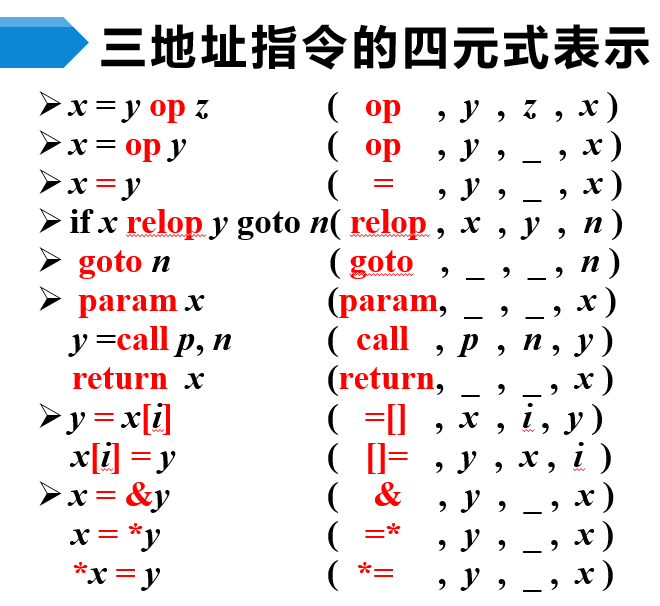 三地址指令的四元式表示
➢ x = y op z ( op , y , z , x )
➢ x = op y ( op , y , _ , x )
➢ x = y ( = , y , _ , x )
➢ if x relop y goto n ( relop , x , y , n )
➢ goto n ( goto , _ , _ , n )
➢ param x (param, _ , _ , x )
y =call p, n ( call , p , n , y )
return x (return, _ , _ , x )
➢ y = x[i] ( =[] , x , i , y )
x[i] = y ( []= , y , x , i )
➢ x = &y ( & , y , _ , x )
x = *y ( =* , y , _ , x )
*x = y ( *= , y , _ , x )